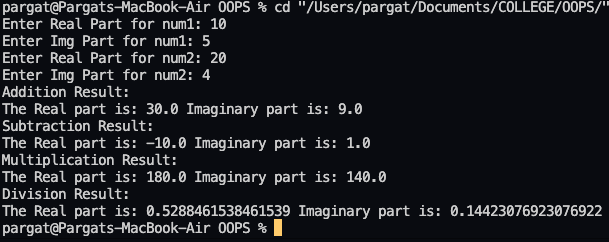 pargat@Pargats-MacBook-Air OOPS % cd "/Users/pargat/Documents/COLLEGE/OOPS/"
Enter Real Part for num1: 10
Enter Img Part for num1: 5
Enter Real Part for num2: 20
Enter Img Part for num2: 4
Addition Result:
The Real part is: 30.0 Imaginary part is: 9.0
Subtraction Result:
The Real part is: -10.0 Imaginary part is: 1.0
Multiplication Result:
The Real part is: 180.0 Imaginary part is: 140.0
Division Result:
The Real part is: 0.5288461538461539 Imaginary part is: 0.14423076923076922
pargat@Pargats-MacBook-Air OOPS %